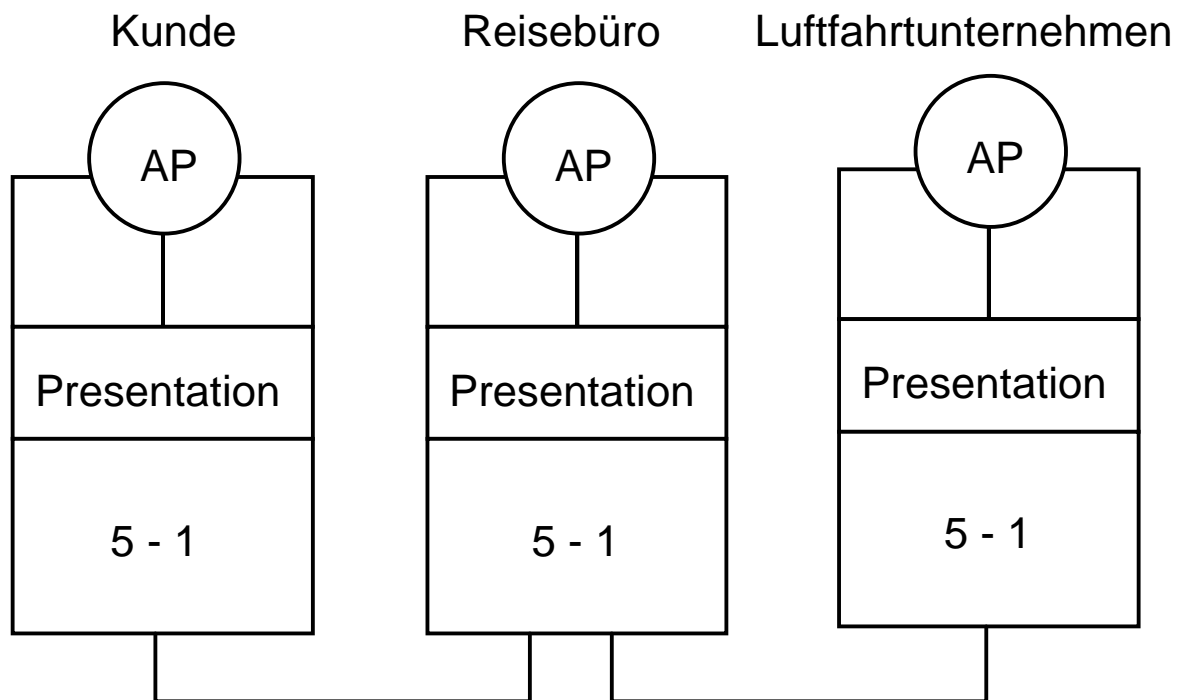 Kunde Reisebüro Luftfahrtunternehmen
AP AP AP
Presentation Presentation Presentation
5 - 1 5 - 1 5 - 1